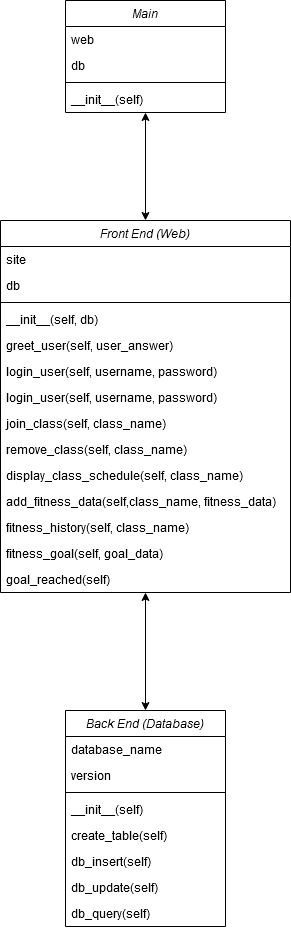 Main
web
db
__init__(self)
Front End (Web)
site
db
__init__(self, db)
greet_user(self, user_answer)
login_user(self, username, password)
login_user(self, username, password)
join_class(self, class_name)
remove_class(self, class_name)
display_class_schedule(self, class_name)
add_fitness_data(self,class_name, fitness_data)
fitness_history(self, class_name)
fitness_goal(self, goal_data)
goal_reached(self)
Back End (Database)
database_name
version
__init__(self)
create_table(self)
db_insert(self)
db_update(self)
db_query(self)